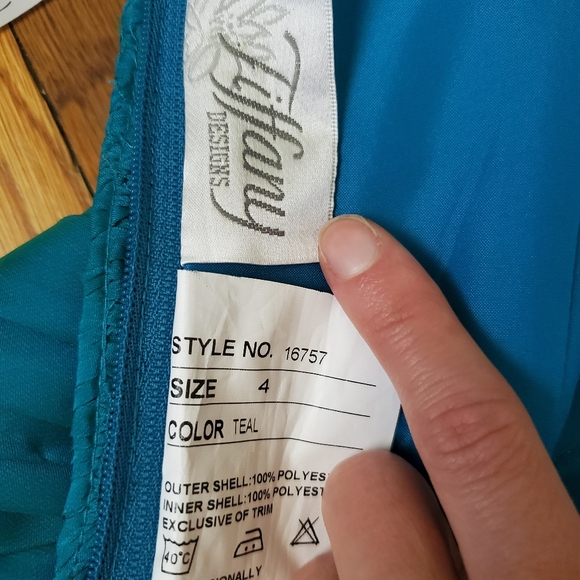 Tiffany
DESIGNS
STYLE NO. 16757
SIZE 4
COLOR TEAL
OUTER SHELL:100% POLYEST
INNER SHELL:100% POLYEST
EXCLUSIVE OF TRIM
40°C
IONALLY